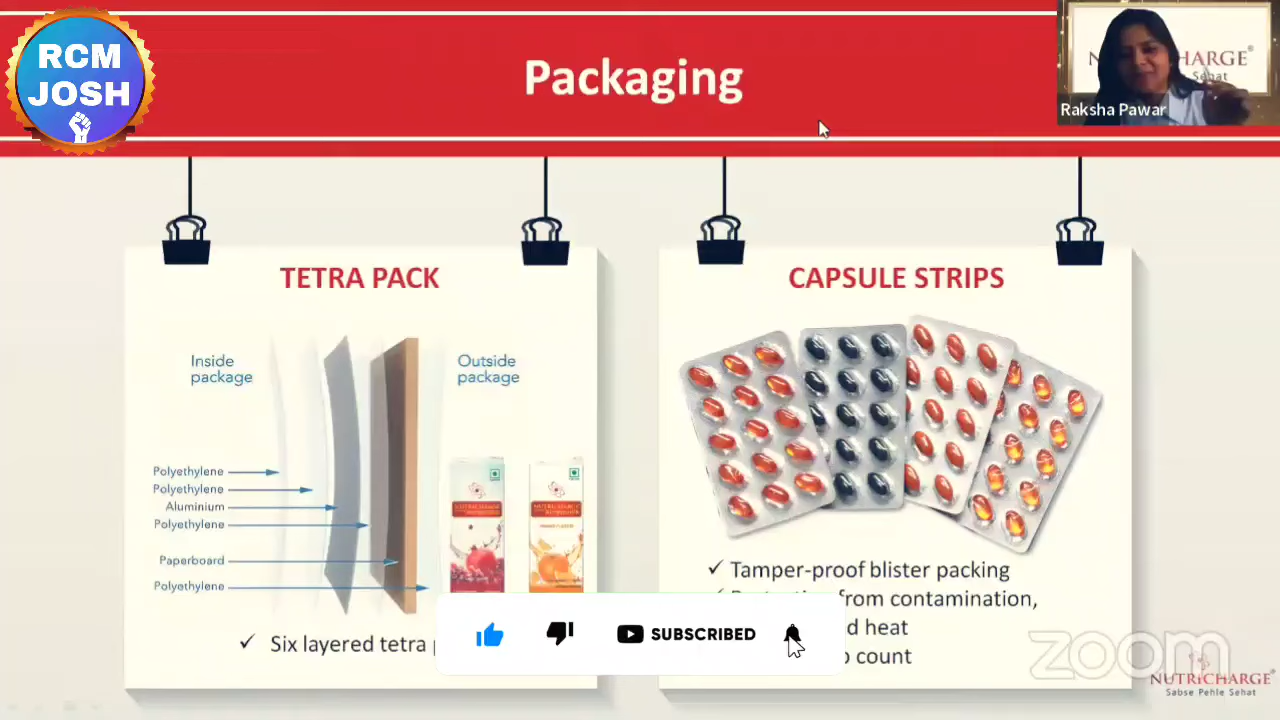 RCM
JOSH
Packaging
NUTRICHARGE
Sehat
Raksha Pawar
TETRA PACK
Inside
package
Outside
package
Polyethylene
Polyethylene
Aluminium
Polyethylene
Paperboard
Polyethylene
NUTRICHARGE
NUTRICHARGE
Six layered tetra
CAPSULE STRIPS
Tamper-proof blister packing
from contamination,
heat
count
SUBSCRIBED
zoom
NUTRICHARGE
Sabse Pehle Sehat